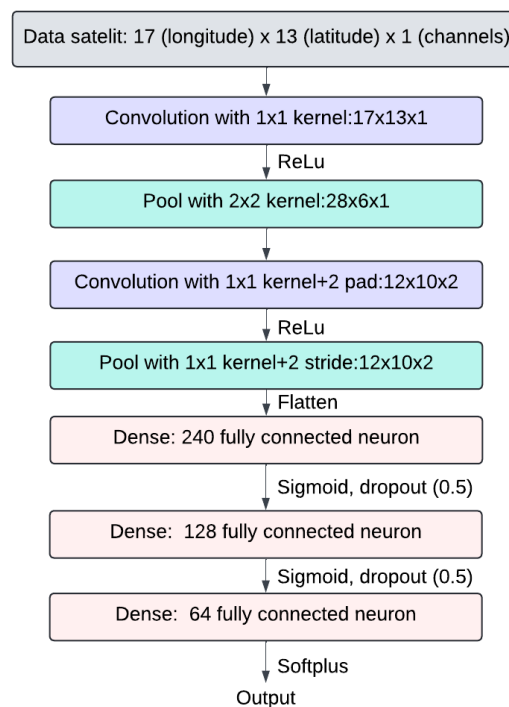 Data satelit: 17 (longitude) x 13 (latitude) x 1 (channels)
Convolution with 1x1 kernel:17x13x1
ReLu
Pool with 2x2 kernel:28x6x1
Convolution with 1x1 kernel+2 pad:12x10x2
ReLu
Pool with 1x1 kernel+2 stride:12x10x2
Flatten
Dense: 240 fully connected neuron
Sigmoid, dropout (0.5)
Dense:  128 fully connected neuron
Sigmoid, dropout (0.5)
Dense:  64 fully connected neuron
Softplus
Output